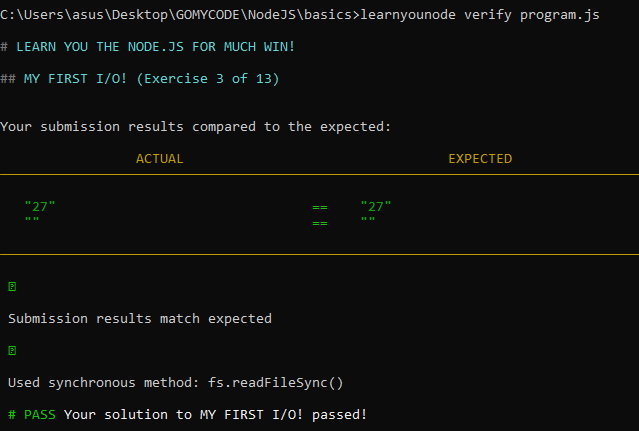 C:\Users\asus\Desktop\GOMYCODE\NodeJS\basics>learnyounode verify program.js
# LEARN YOU THE NODE.JS FOR MUCH WIN!
## MY FIRST I/O! (Exercise 3 of 13)
Your submission results compared to the expected:
ACTUAL EXPECTED
"27" == "27"
"" == ""
Submission results match expected
Used synchronous method: fs.readFileSync()
# PASS Your solution to MY FIRST I/O! passed!